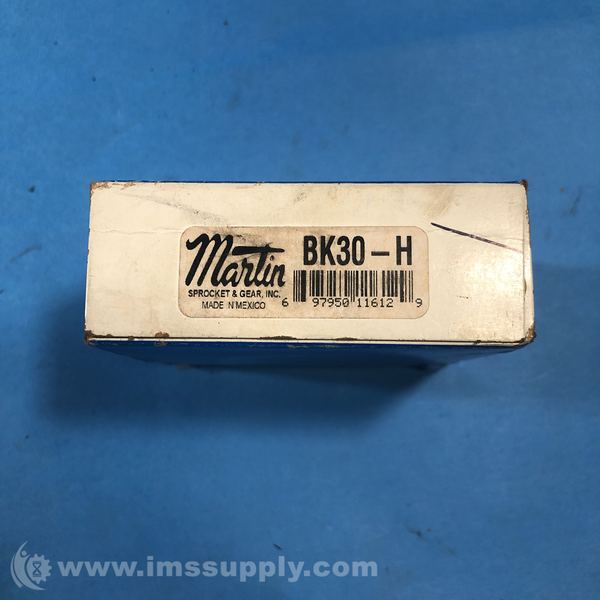 Martin BK30-H
SPROCKET & GEAR, INC.
MADE IN MEXICO
6 97950 11612 9
www.imssupply.com